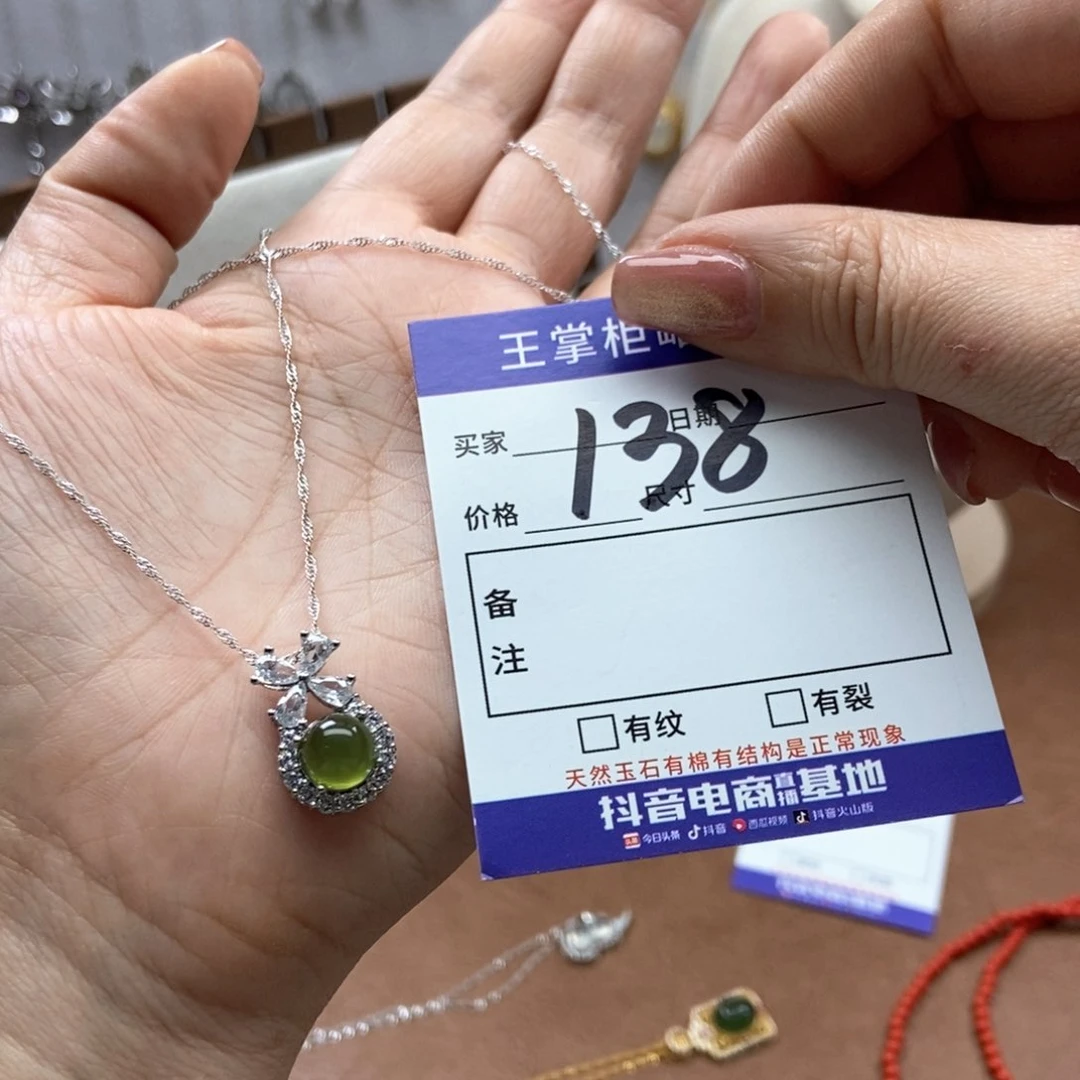 王掌柜
138
买家 日期
价格 尺寸
备
注
有纹 有裂
天然玉石有棉有结构是正常现象
抖音电商直播基地
头条 今日头条 抖音 西瓜视频 抖音火山版